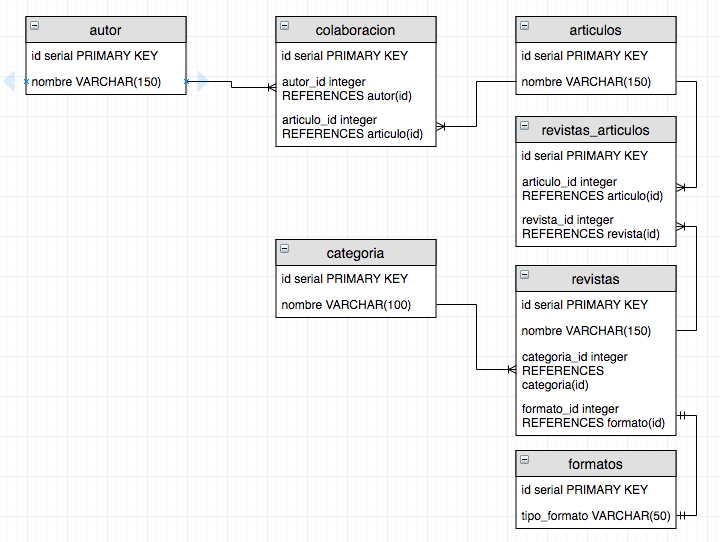 autor
id serial PRIMARY KEY
nombre VARCHAR(150)
colaboracion
id serial PRIMARY KEY
autor_id integer
REFERENCES autor(id)
articulo_id integer
REFERENCES articulo(id)
articulos
id serial PRIMARY KEY
nombre VARCHAR(150)
revistas_articulos
id serial PRIMARY KEY
articulo_id integer
REFERENCES articulo(id)
revista_id integer
REFERENCES revista(id)
categoria
id serial PRIMARY KEY
nombre VARCHAR(100)
revistas
id serial PRIMARY KEY
nombre VARCHAR(150)
categoria_id integer
REFERENCES
categoria(id)
formato_id integer
REFERENCES formato(id)
formatos
id serial PRIMARY KEY
tipo_formato VARCHAR(50)